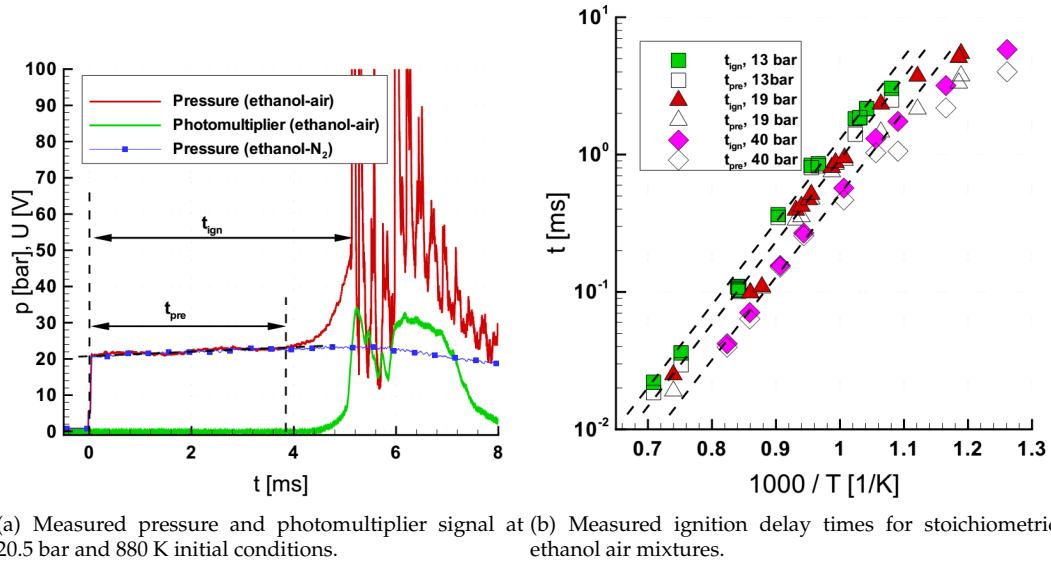 100
90
80
70
60
50
40
30
20
10
0
p [bar], U [V]
Pressure (ethanol-air)
Photomultiplier (ethanol-air)
Pressure (ethanol-N2)
tign
tpre
0 2 4 6 8
t [ms]
10^1
10^0
10^-1
10^-2
t [ms]
tign, 13 bar
tpre, 13bar
tign, 19 bar
tpre, 19 bar
tign, 40 bar
tpre, 40 bar
0.7 0.8 0.9 1 1.1 1.2 1.3
1000 / T [1/K]
(a) Measured pressure and photomultiplier signal at
20.5 bar and 880 K initial conditions.
(b) Measured ignition delay times for stoichiometric
ethanol air mixtures.